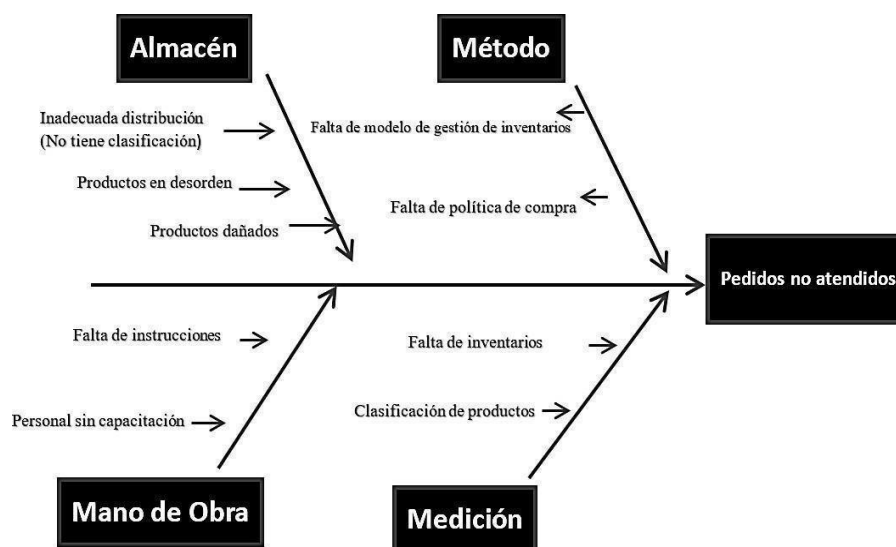 Almacén
Método
Inadecuada distribución
(No tiene clasificación)
Falta de modelo de gestión de inventarios
Productos en desorden
Falta de política de compra
Productos dañados
Pedidos no atendidos
Falta de instrucciones
Falta de inventarios
Clasificación de productos
Personal sin capacitación
Mano de Obra
Medición